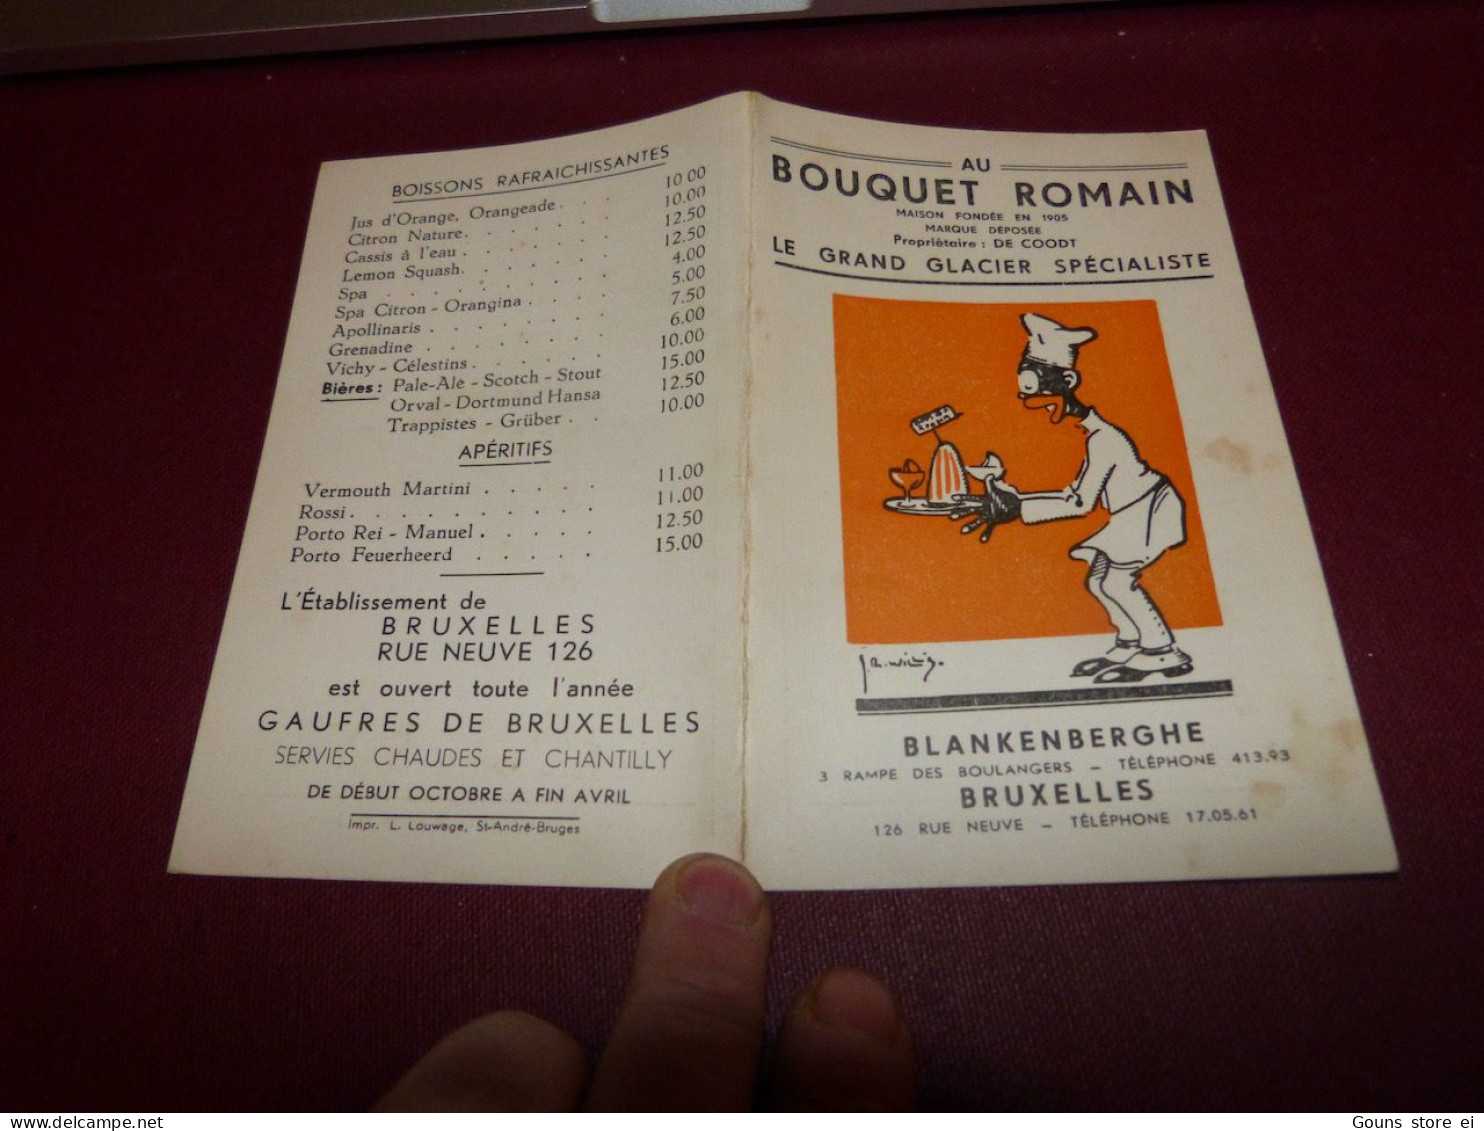 BOISSONS RAFRAICHISSANTES
Jus d'Orange, Orangeade . . . 10 00
Citron Nature. . . . . . . 10.00
Cassis à l'eau . . . . . . 12.50
Lemon Squash. . . . . . . 12.50
Spa . . . . . . . . . 4.00
Spa Citron - Orangina . . . . 5.00
Apollinaris . . . . . . . . 7.50
Grenadine . . . . . . . . 6.00
Vichy - Célestins . . . . . . 10.00
Bières : Pale-Ale - Scotch - Stout 15.00
Orval - Dortmund Hansa 12.50
Trappistes - Grüber . . 10.00
APÉRITIFS
Vermouth Martini . . . . . 11.00
Rossi . . . . . . . . . . 11.00
Porto Rei - Manuel . . . . . 12.50
Porto Feuerheerd . . . . . 15.00
L'Établissement de
BRUXELLES
RUE NEUVE 126
est ouvert toute l'année
GAUFRES DE BRUXELLES
SERVIES CHAUDES ET CHANTILLY
DE DÉBUT OCTOBRE A FIN AVRIL
Impr. L. Louwage, St-André-Bruges
AU
BOUQUET ROMAIN
MAISON FONDÉE EN 1905
MARQUE DÉPOSÉE
Propriétaire : DE COODT
LE GRAND GLACIER SPÉCIALISTE
BLANKENBERGHE
3 RAMPE DES BOULANGERS — TÉLÉPHONE 413.93
BRUXELLES
126 RUE NEUVE — TÉLÉPHONE 17.05.61
Gouns store ei